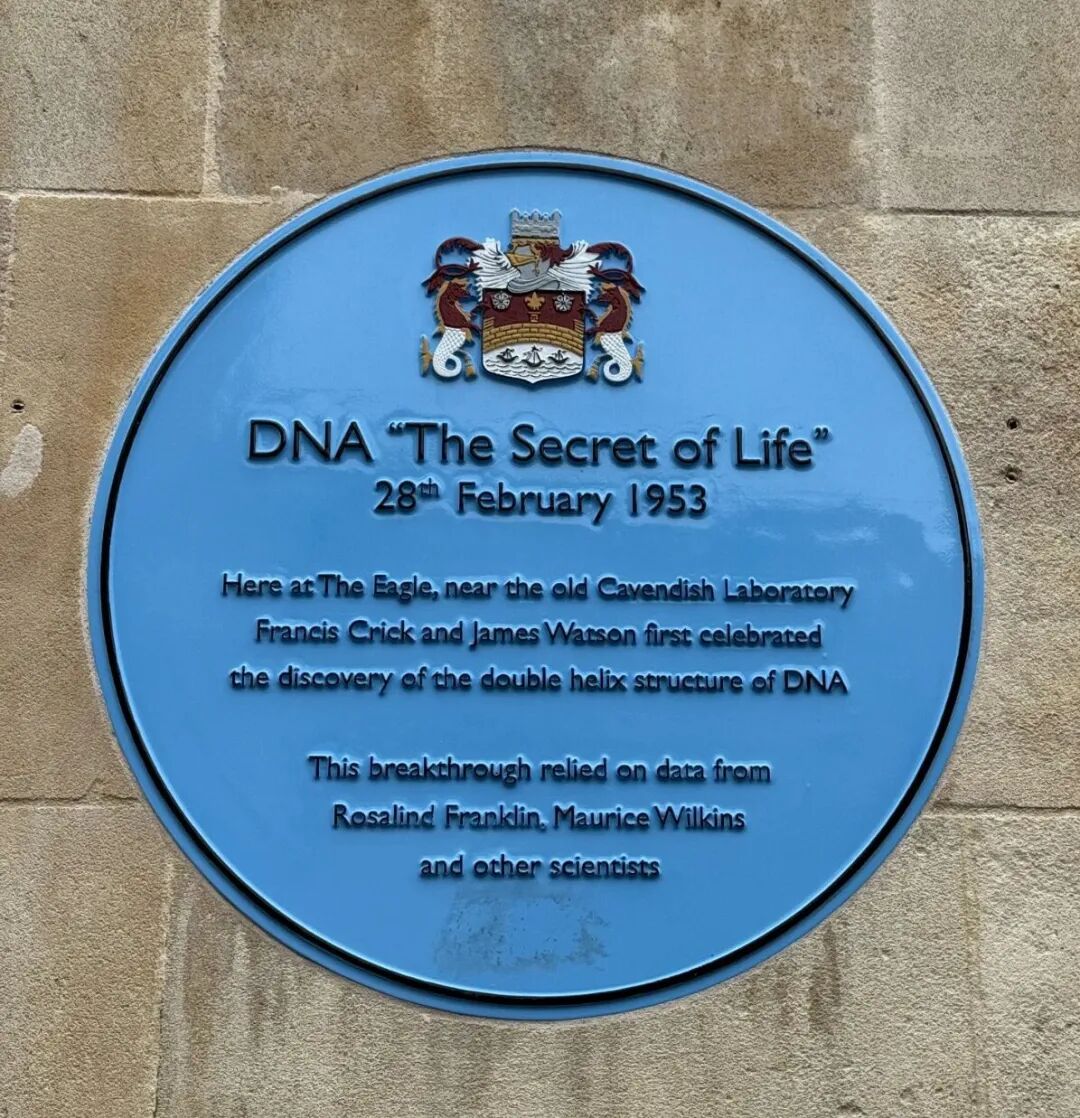 DNA “The Secret of Life”
28th February 1953
Here at The Eagle, near the old Cavendish Laboratory
Francis Crick and James Watson first celebrated
the discovery of the double helix structure of DNA
This breakthrough relied on data from
Rosalind Franklin, Maurice Wilkins
and other scientists